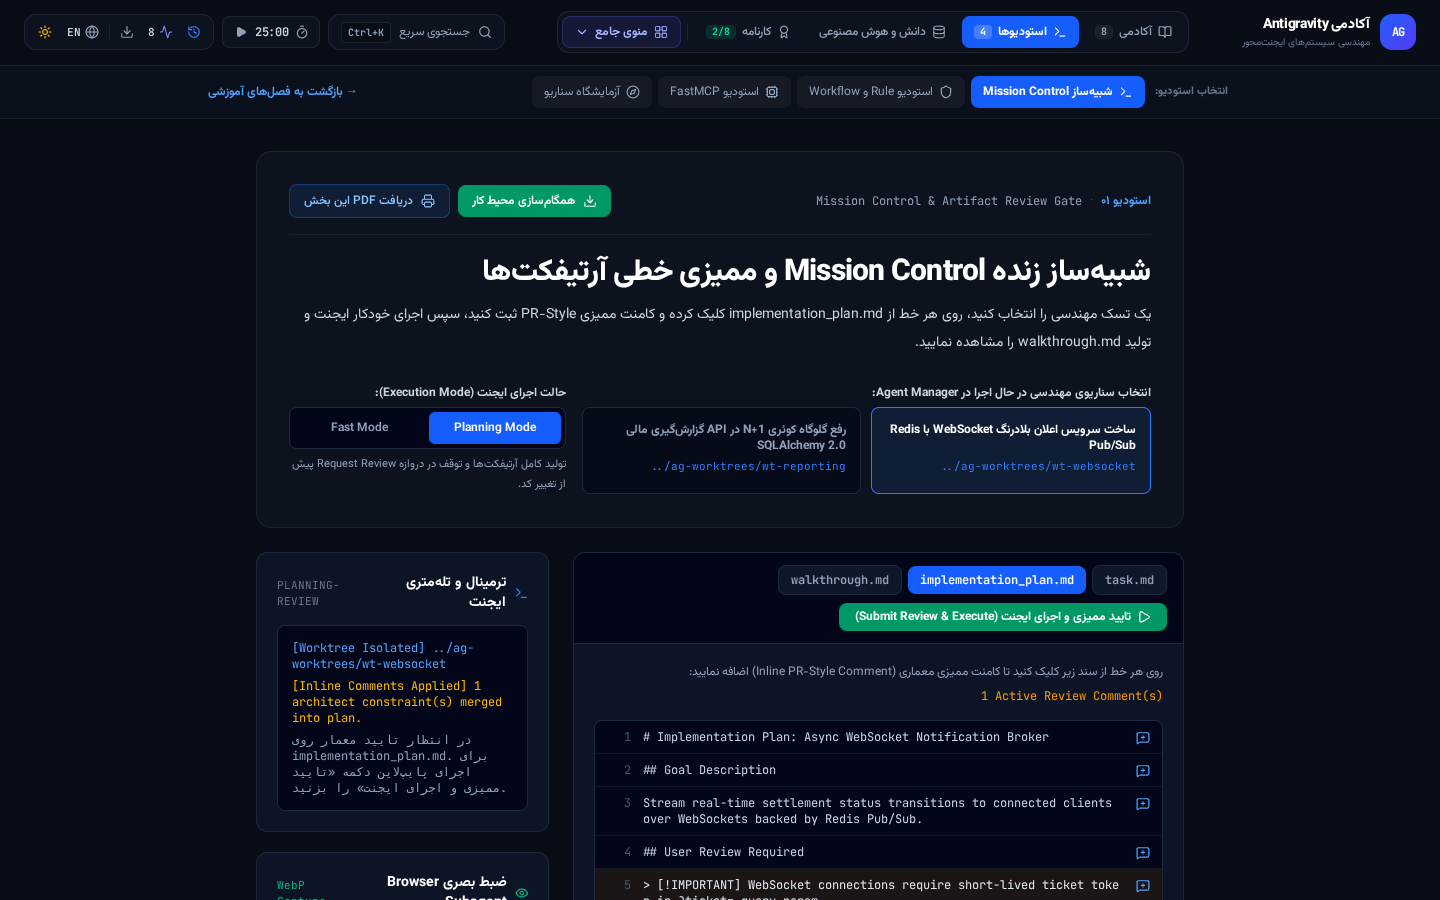 AG
آکادمی Antigravity
مهندسی سیستم‌های ایجنت‌محور
آکادمی 8
استودیوها 4
دانش و هوش مصنوعی
کارنامه 2/8
منوی جامع
جستجوی سریع Ctrl+K
25:00
8
EN
انتخاب استودیو:
شبیه‌ساز Mission Control
استودیو Rule و Workflow
استودیو FastMCP
آزمایشگاه سناریو
→ بازگشت به فصل‌های آموزشی
استودیو ۰۱ · Mission Control & Artifact Review Gate
همگام‌سازی محیط کار
دریافت PDF این بخش
شبیه‌ساز زنده Mission Control و ممیزی خطی آرتیفکت‌ها
یک تسک مهندسی را انتخاب کنید، روی هر خط از implementation_plan.md کلیک کرده و کامنت ممیزی PR-Style ثبت کنید، سپس اجرای خودکار ایجنت و
تولید walkthrough.md را مشاهده نمایید.
انتخاب سناریوی مهندسی در حال اجرا در Agent Manager:
ساخت سرویس اعلان بلادرنگ WebSocket با Redis
Pub/Sub
../ag-worktrees/wt-websocket
رفع گلوگاه کوئری N+1 در API گزارش‌گیری مالی
SQLAlchemy 2.0
../ag-worktrees/wt-reporting
حالت اجرای ایجنت (Execution Mode):
Planning Mode
Fast Mode
تولید کامل آرتیفکت‌ها و توقف در دروازه Request Review پیش
از تغییر کد.
task.md
implementation_plan.md
walkthrough.md
تایید ممیزی و اجرای ایجنت (Submit Review & Execute)
روی هر خط از سند زیر کلیک کنید تا کامنت ممیزی معماری (Inline PR-Style Comment) اضافه نمایید:
1 Active Review Comment(s)
1 # Implementation Plan: Async WebSocket Notification Broker
2 ## Goal Description
3 Stream real-time settlement status transitions to connected clients
over WebSockets backed by Redis Pub/Sub.
4 ## User Review Required
5 > [!IMPORTANT] WebSocket connections require short-lived ticket toke
ترمینال و تله‌متری
ایجنت
PLANNING-
REVIEW
[Worktree Isolated] ../ag-
worktrees/wt-websocket
[Inline Comments Applied] 1
architect constraint(s) merged
into plan.
در انتظار تایید معمار روی
implementation_plan.md. برای
اجرای پایپ‌لاین دکمه «تایید
ممیزی و اجرای ایجنت» را بزنید.
ضبط بصری Browser
WebP